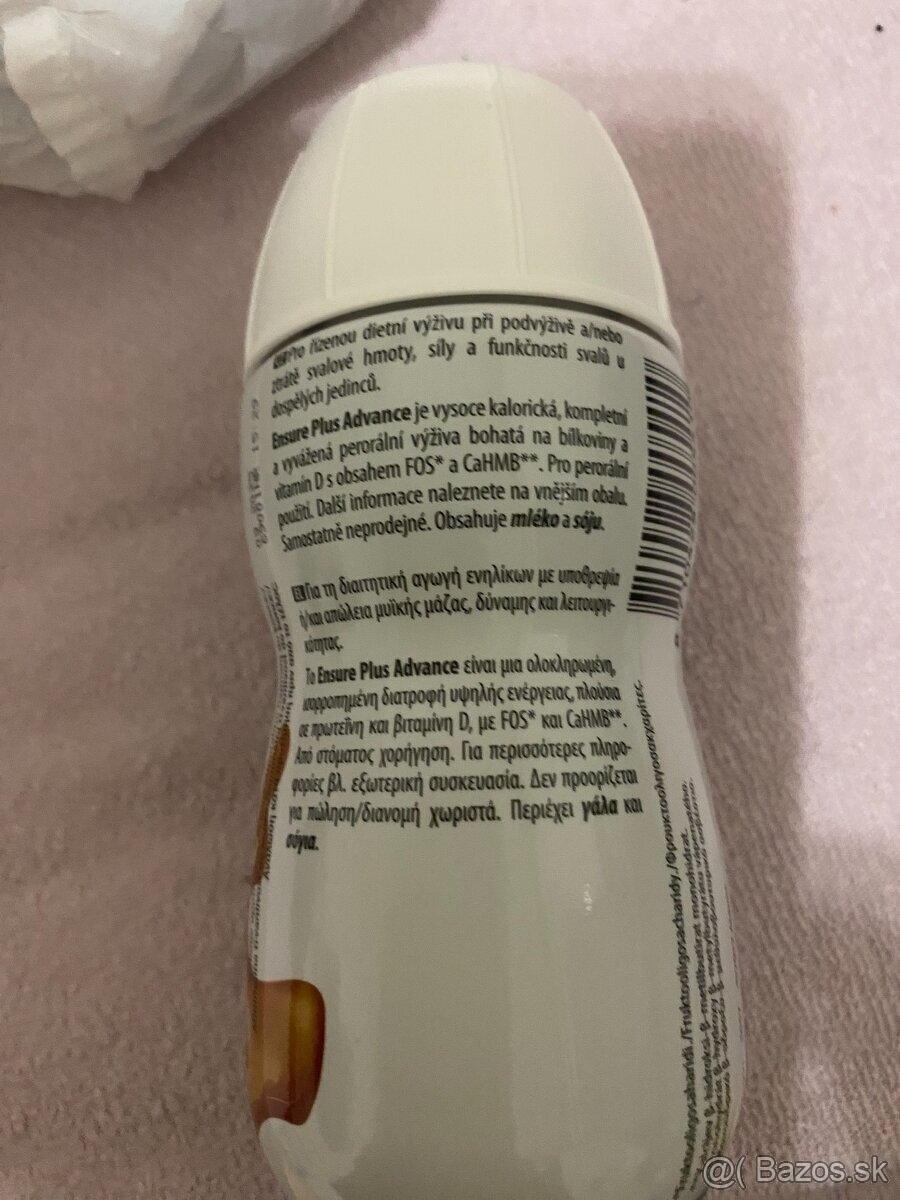 Pro řízenou dietní výživu při podvýživě a/nebo
ztrátě svalové hmoty, síly a funkčnosti svalů u
dospělých jedinců.
Ensure Plus Advance je vysoce kalorická, kompletní
a vyvážená perorální výživa bohatá na bílkoviny a
vitamín D s obsahem FOS* a CaHMB**. Pro perorální
použití. Další informace naleznete na vnějším obalu.
Samostatně neprodejné. Obsahuje mléko a sóju.
Για τη διαιτητική αγωγή ενηλίκων με υποθρεψία
ή/και απώλεια μυϊκής μάζας, δύναμης και λειτουργι-
κότητας.
Το Ensure Plus Advance είναι μια ολοκληρωμένη,
ισορροπημένη διατροφή υψηλής ενέργειας, πλούσια
σε πρωτεΐνη και βιταμίνη D, με FOS* και CaHMB**.
Από στόματος χορήγηση. Για περισσότερες πληρο-
φορίες βλ. εξωτερική συσκευασία. Δεν προορίζεται
για πώληση/διανομή χωριστά. Περιέχει γάλα και
σόγια.
/Fruktooligosacharidy./Φρουκτοολιγοσακχαρίτες.
@( Bazos.sk